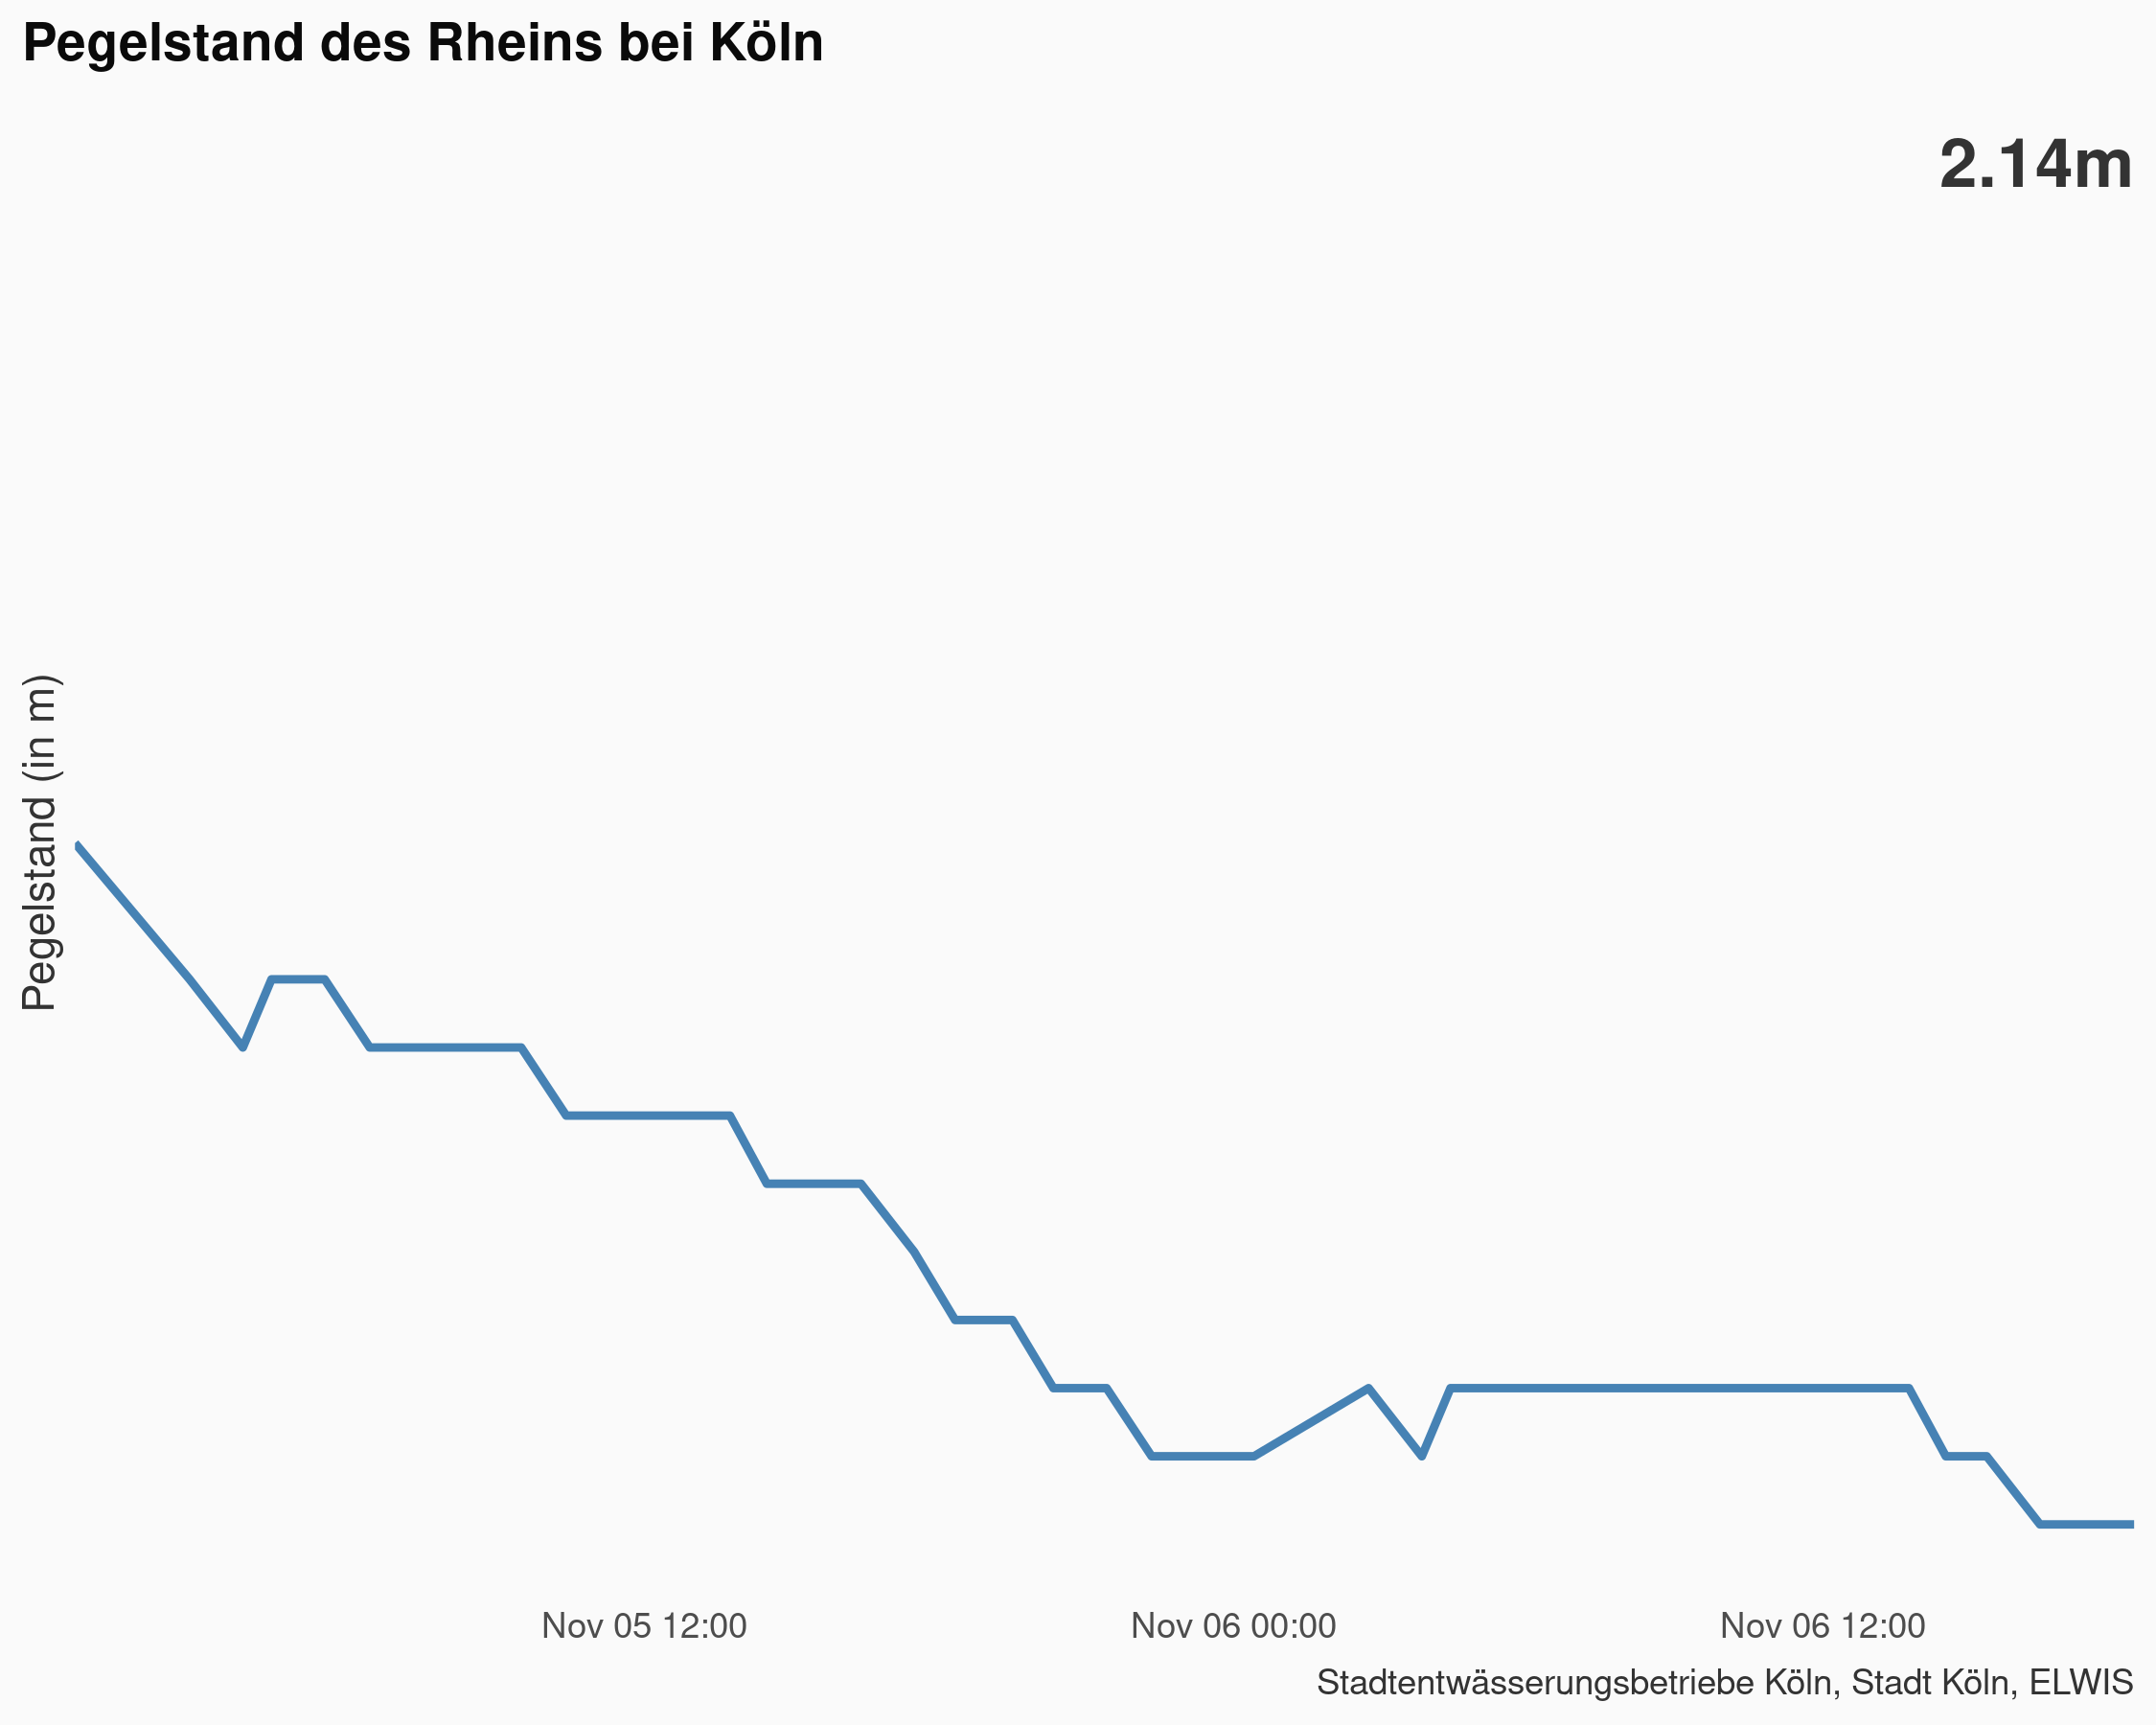 Pegelstand des Rheins bei Köln
2.14m
Pegelstand (in m)
Nov 05 12:00
Nov 06 00:00
Nov 06 12:00
Stadtentwässerungsbetriebe Köln, Stadt Köln, ELWIS